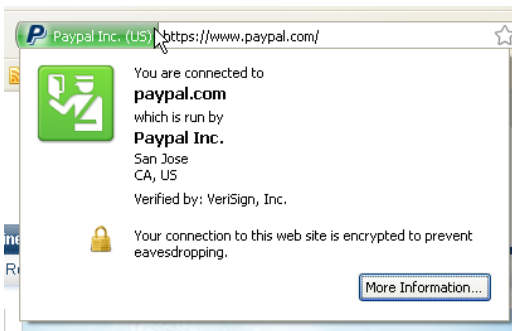 Paypal Inc. (US) https://www.paypal.com/
You are connected to
paypal.com
which is run by
Paypal Inc.
San Jose
CA, US
Verified by: VeriSign, Inc.
Your connection to this web site is encrypted to prevent
eavesdropping.
More Information...